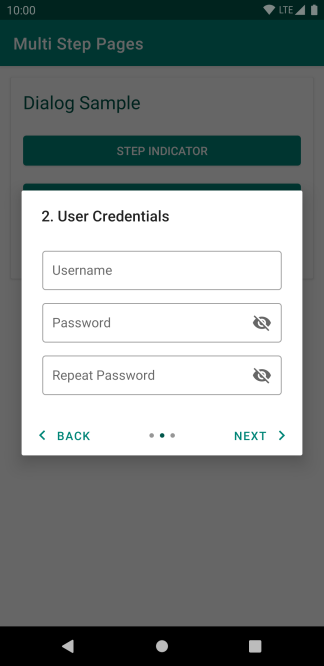 10:00
LTE
Multi Step Pages
Dialog Sample
STEP INDICATOR
2. User Credentials
Username
Password
Repeat Password
BACK
NEXT